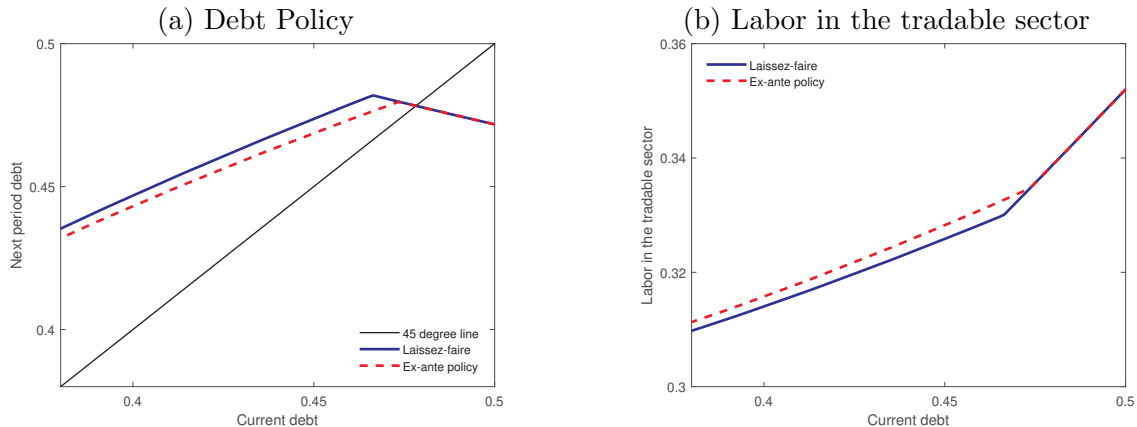 (a) Debt Policy
0.5
0.45
0.4
0.4
0.45
0.5
Next period debt
Current debt
45 degree line
Laissez-faire
Ex-ante policy
(b) Labor in the tradable sector
0.36
0.34
0.32
0.3
0.4
0.45
0.5
Labor in the tradable sector
Current debt
Laissez-faire
Ex-ante policy